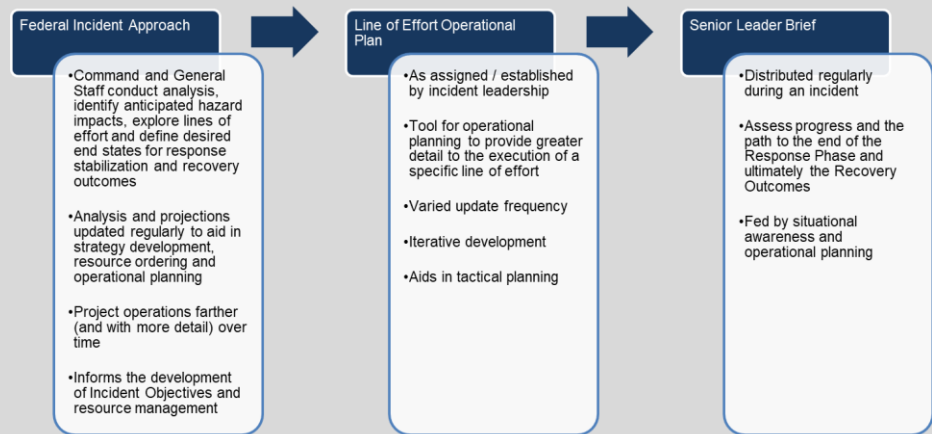 Federal Incident Approach
•Command and General
Staff conduct analysis,
identify anticipated hazard
impacts, explore lines of
effort and define desired
end states for response
stabilization and recovery
outcomes
•Analysis and projections
updated regularly to aid in
strategy development,
resource ordering and
operational planning
•Project operations farther
(and with more detail) over
time
•Informs the development
of Incident Objectives and
resource management
Line of Effort Operational
Plan
•As assigned / established
by incident leadership
•Tool for operational
planning to provide greater
detail to the execution of a
specific line of effort
•Varied update frequency
•Iterative development
•Aids in tactical planning
Senior Leader Brief
•Distributed regularly
during an incident
•Assess progress and the
path to the end of the
Response Phase and
ultimately the Recovery
Outcomes
•Fed by situational
awareness and
operational planning